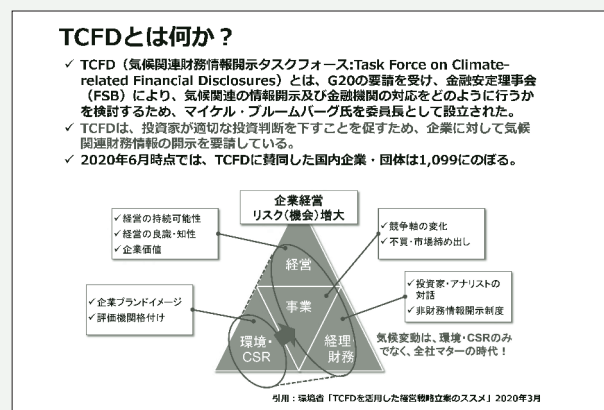 TCFDとは何か？
✓ TCFD（気候関連財務情報開示タスクフォース:Task Force on Climate-
related Financial Disclosures）とは、G20の要請を受け、金融安定理事会
（FSB）により、気候関連の情報開示及び金融機関の対応をどのように行うか
を検討するため、マイケル・ブルームバーグ氏を委員長として設立された。
✓ TCFDは、投資家が適切な投資判断を下すことを促すため、企業に対して気候
関連財務情報の開示を要請している。
✓ 2020年6月時点では、TCFDに賛同した国内企業・団体は1,099にのぼる。
企業経営
リスク（機会）増大
✓経営の持続可能性
✓経営の良識・知性
✓企業価値
✓競争軸の変化
✓不買・市場締め出し
経営
✓企業ブランドイメージ
✓評価機関格付け
事業
✓投資家・アナリストの
対話
✓非財務情報開示制度
環境・
CSR
経理・
財務
気候変動は、環境・CSRのみ
でなく、全社マターの時代！
引用：環境省「TCFDを活用した経営戦略立案のススメ」2020年3月